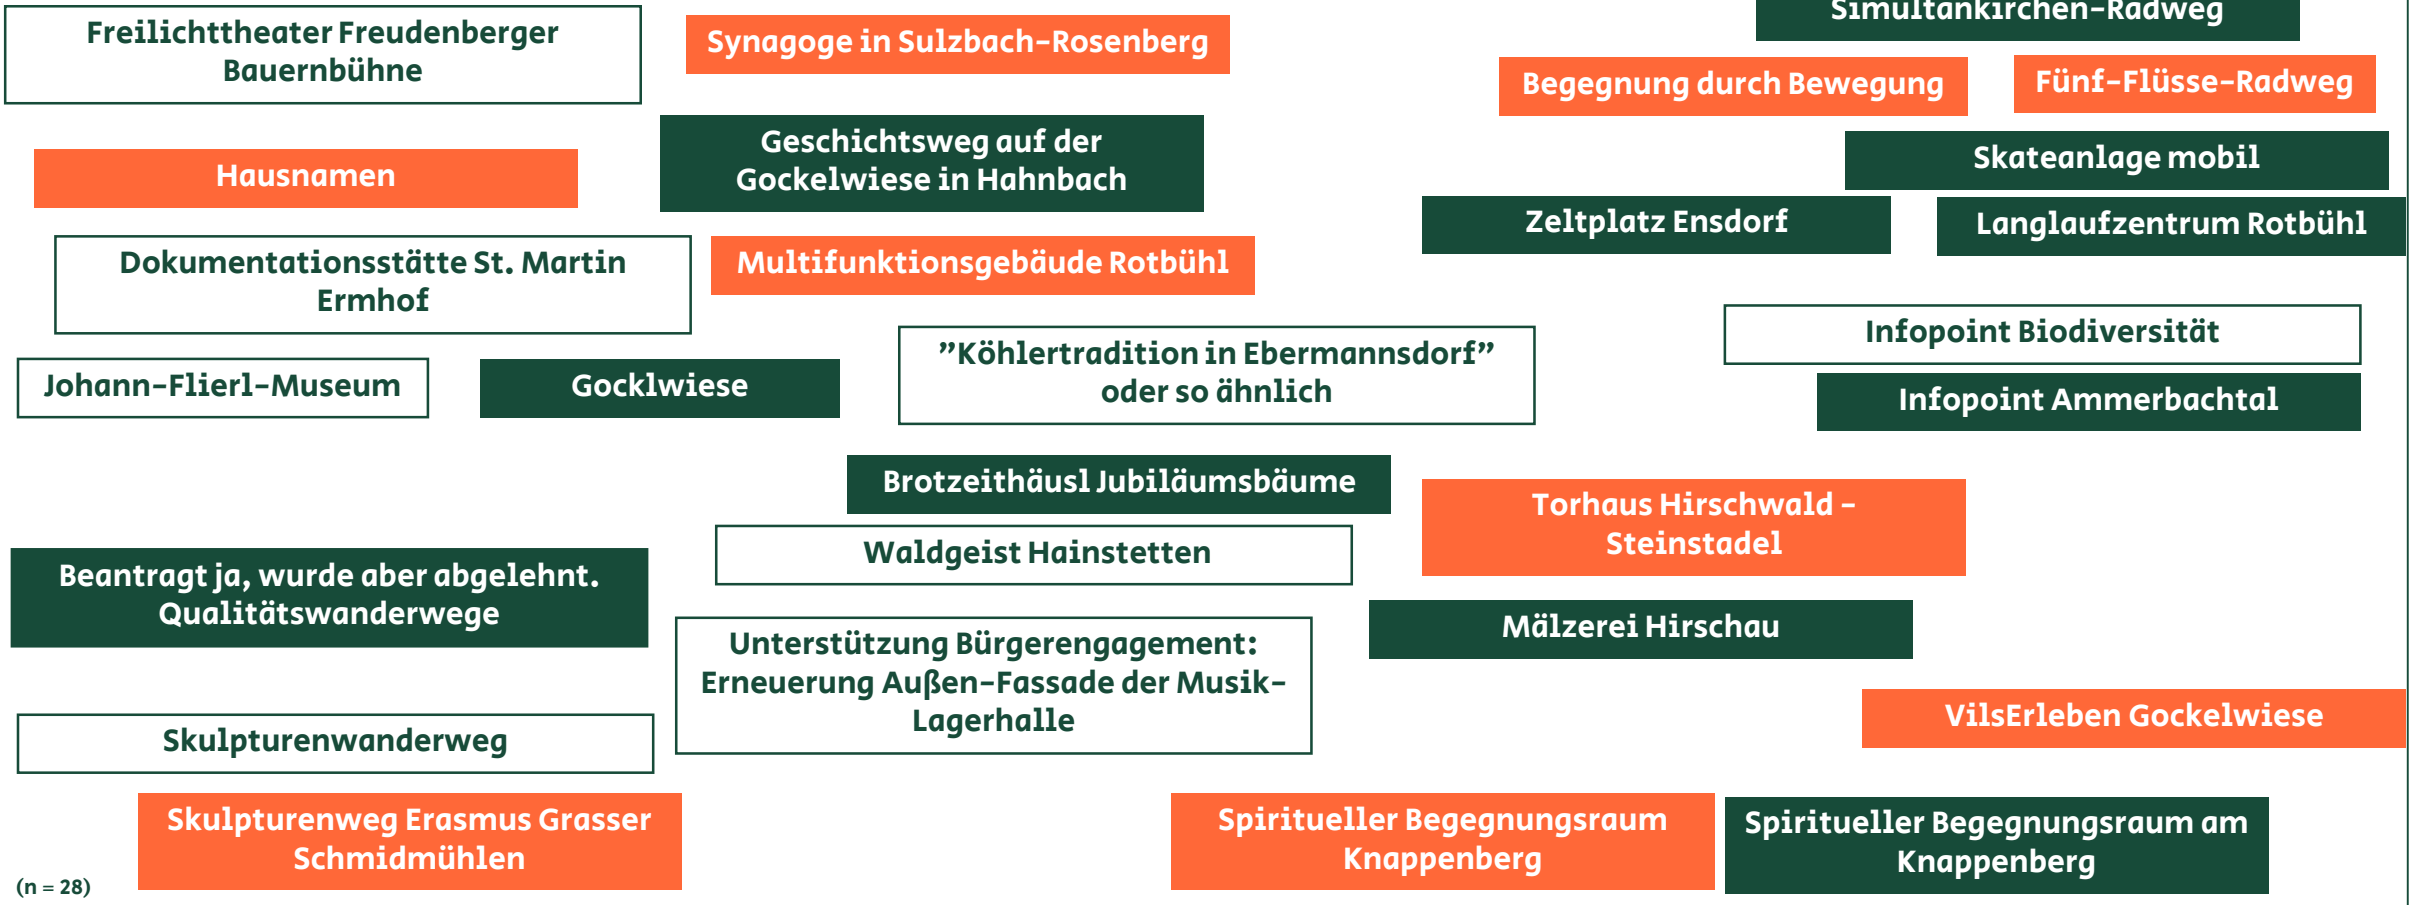 Simultankirchen-Radweg
Freilichttheater Freudenberger
Bauernbühne
Synagoge in Sulzbach-Rosenberg
Begegnung durch Bewegung
Fünf-Flüsse-Radweg
Geschichtsweg auf der
Gockelwiese in Hahnbach
Hausnamen
Skateanlage mobil
Zeltplatz Ensdorf
Langlaufzentrum Rotbühl
Dokumentationsstätte St. Martin
Ermhof
Multifunktionsgebäude Rotbühl
Infopoint Biodiversität
"Köhlertradition in Ebermannsdorf"
oder so ähnlich
Johann-Flierl-Museum
Gocklwiese
Infopoint Ammerbachtal
Brotzeithäusl Jubiläumsbäume
Torhaus Hirschwald -
Steinstadel
Waldgeist Hainstetten
Beantragt ja, wurde aber abgelehnt.
Qualitätswanderwege
Mälzerei Hirschau
Unterstützung Bürgerengagement:
Erneuerung Außen-Fassade der Musik-
Lagerhalle
VilsErleben Gockelwiese
Skulpturenwanderweg
Skulpturenweg Erasmus Grasser
Schmidmühlen
Spiritueller Begegnungsraum
Knappenberg
Spiritueller Begegnungsraum am
Knappenberg
(n = 28)